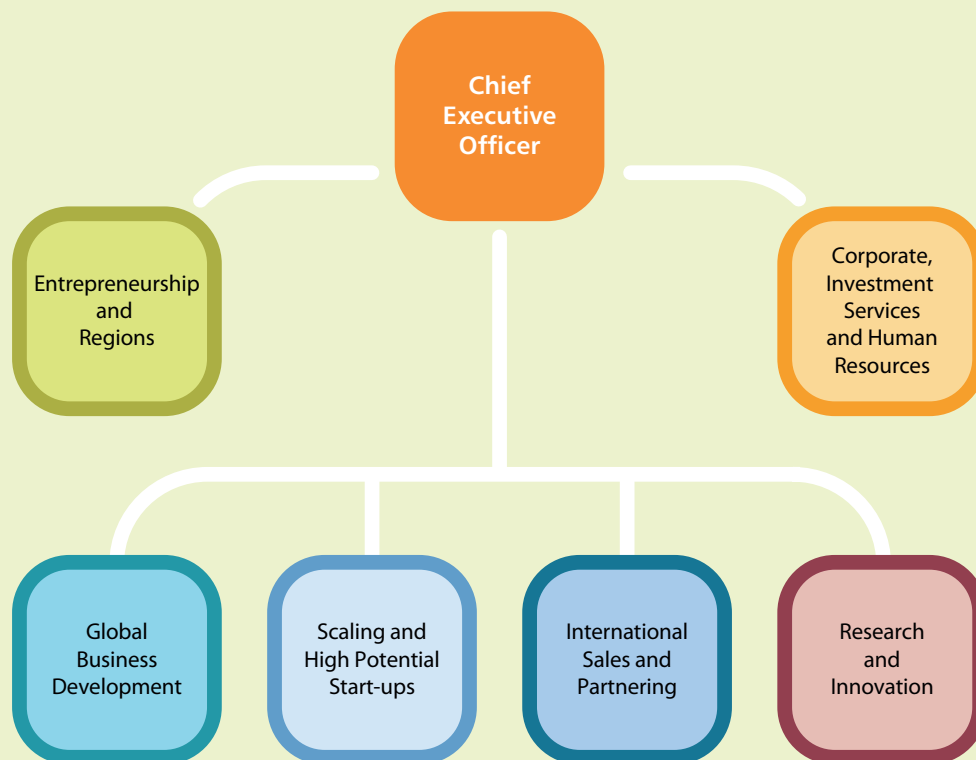 Chief
Executive
Officer
Entrepreneurship
and
Regions
Corporate,
Investment
Services
and Human
Resources
Global
Business
Development
Scaling and
High Potential
Start-ups
International
Sales and
Partnering
Research
and
Innovation